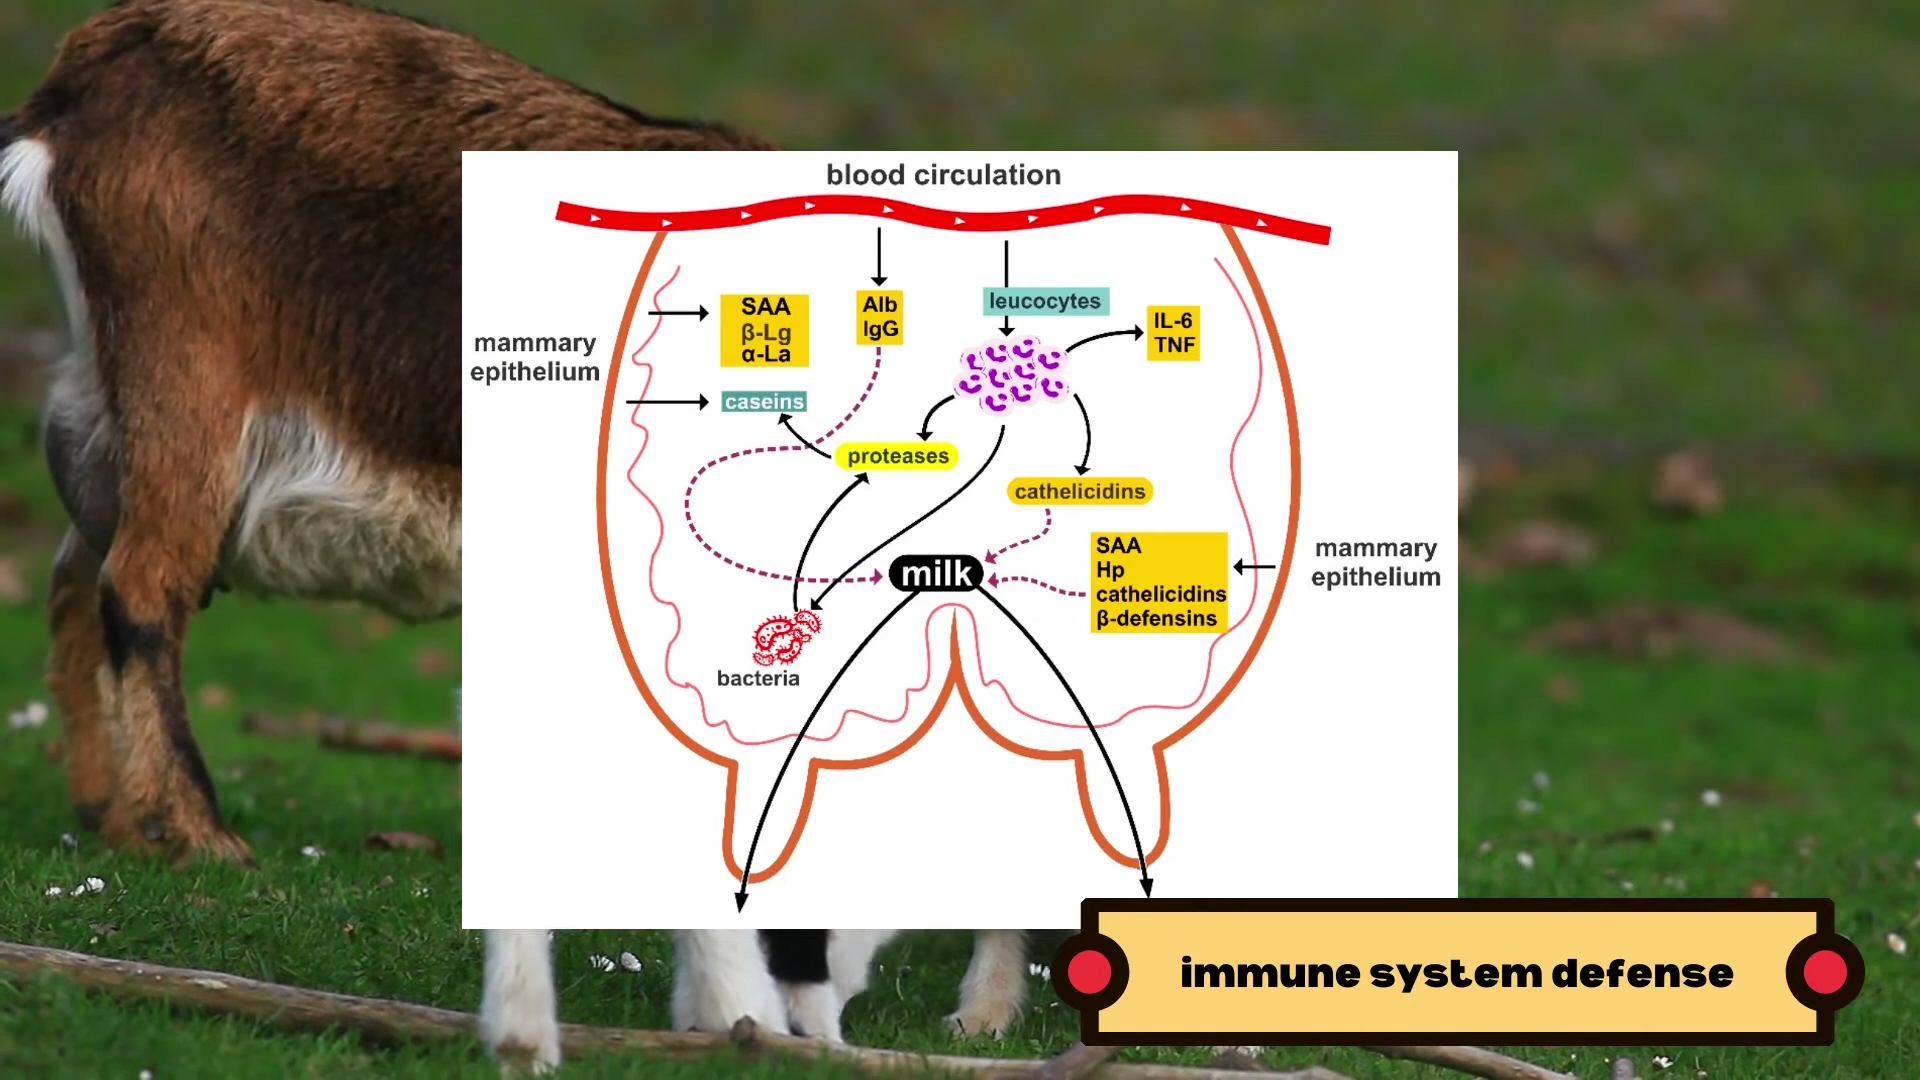 blood circulation
mammary
epithelium
SAA
β-Lg
α-La
Alb
IgG
leucocytes
IL-6
TNF
caseins
proteases
cathelicidins
milk
SAA
Hp
cathelicidins
β-defensins
mammary
epithelium
bacteria
immune system defense